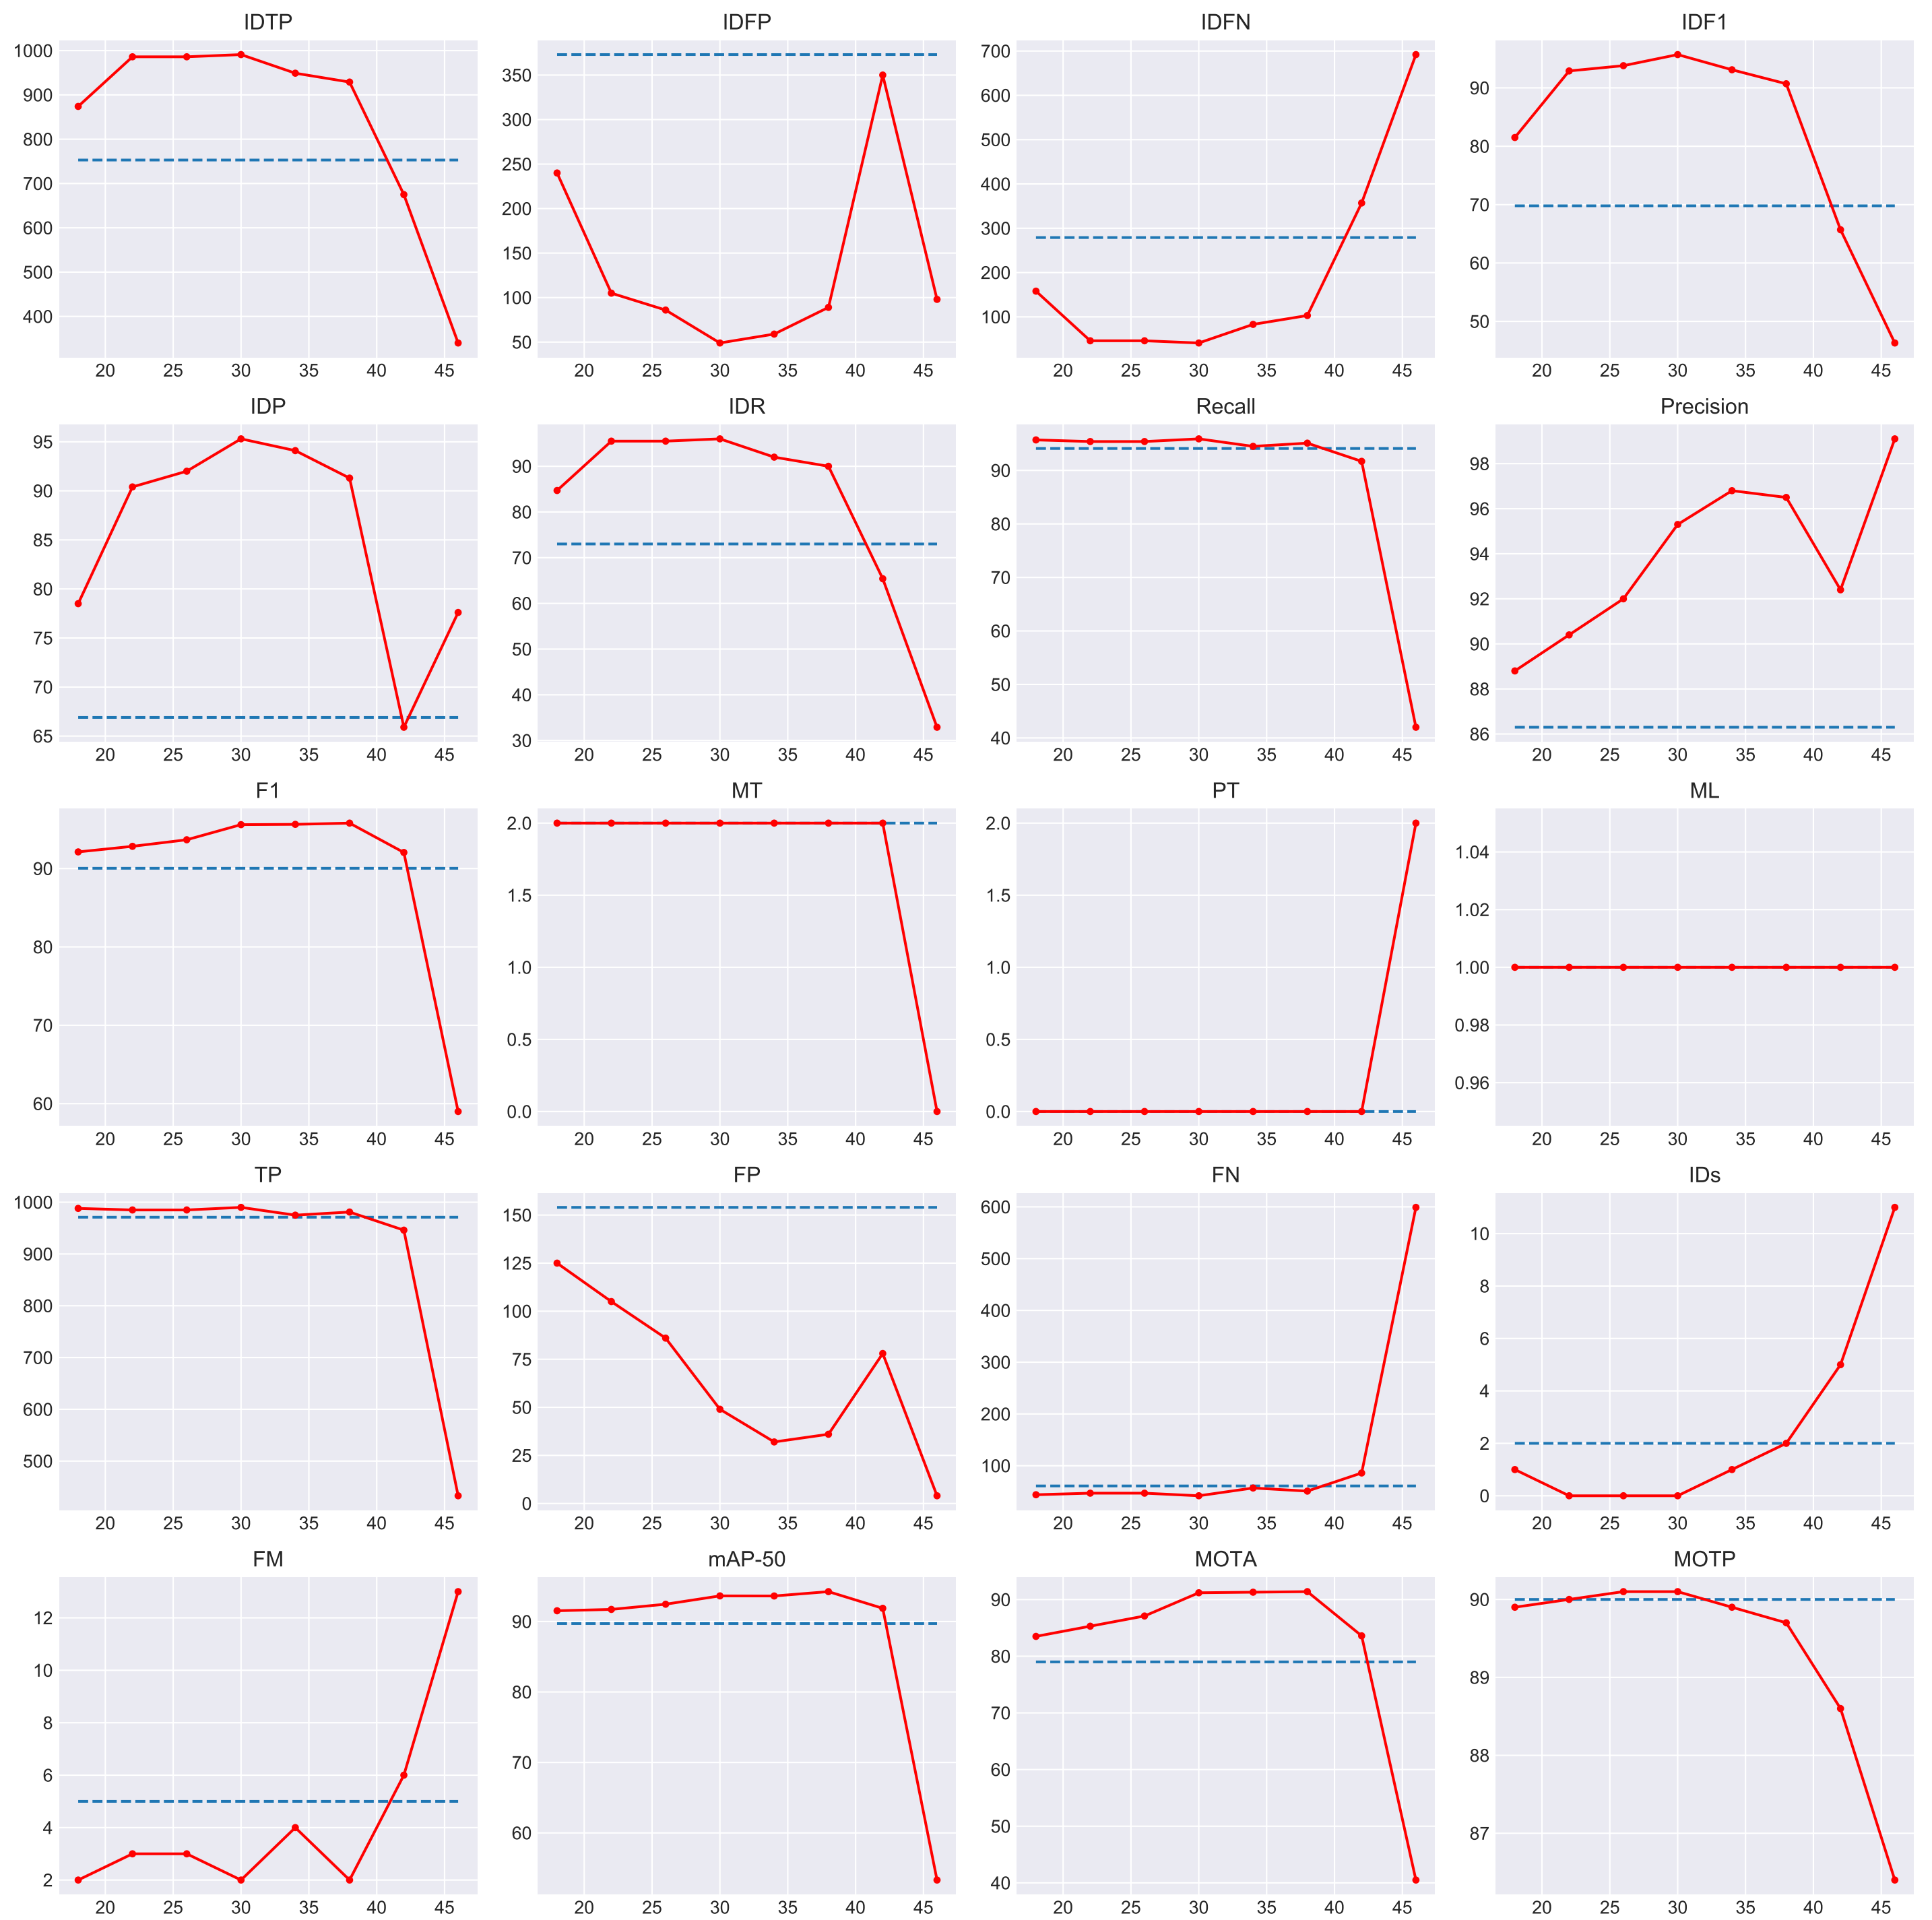 IDTP IDFP IDFN IDF1
1000 900 800 700 600 500 400
350 300 250 200 150 100 50
700 600 500 400 300 200 100
90 80 70 60 50
20 25 30 35 40 45 20 25 30 35 40 45 20 25 30 35 40 45 20 25 30 35 40 45
IDP IDR Recall Precision
95 90 85 80 75 70 65
90 80 70 60 50 40 30
90 80 70 60 50 40
98 96 94 92 90 88 86
20 25 30 35 40 45 20 25 30 35 40 45 20 25 30 35 40 45 20 25 30 35 40 45
F1 MT PT ML
90 80 70 60
2.0 1.5 1.0 0.5 0.0
2.0 1.5 1.0 0.5 0.0
1.04 1.02 1.00 0.98 0.96
20 25 30 35 40 45 20 25 30 35 40 45 20 25 30 35 40 45 20 25 30 35 40 45
TP FP FN IDs
1000 900 800 700 600 500
150 125 100 75 50 25 0
600 500 400 300 200 100
10 8 6 4 2 0
20 25 30 35 40 45 20 25 30 35 40 45 20 25 30 35 40 45 20 25 30 35 40 45
FM mAP-50 MOTA MOTP
12 10 8 6 4 2
90 80 70 60
90 80 70 60 50 40
90 89 88 87
20 25 30 35 40 45 20 25 30 35 40 45 20 25 30 35 40 45 20 25 30 35 40 45